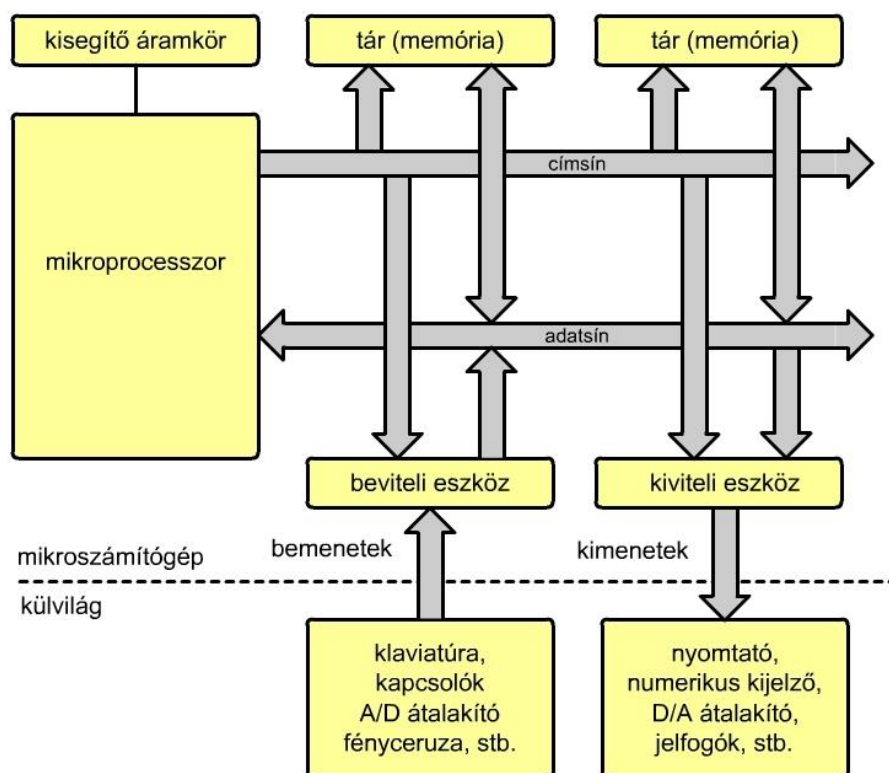 kisegítő áramkör
tár (memória)
tár (memória)
címsín
mikroprocesszor
adatsín
beviteli eszköz
kiviteli eszköz
bemenetek
kimenetek
mikroszámítógép
külvilág
klaviatúra,
kapcsolók
A/D átalakító
fényceruza, stb.
nyomtató,
numerikus kijelző,
D/A átalakító,
jelfogók, stb.